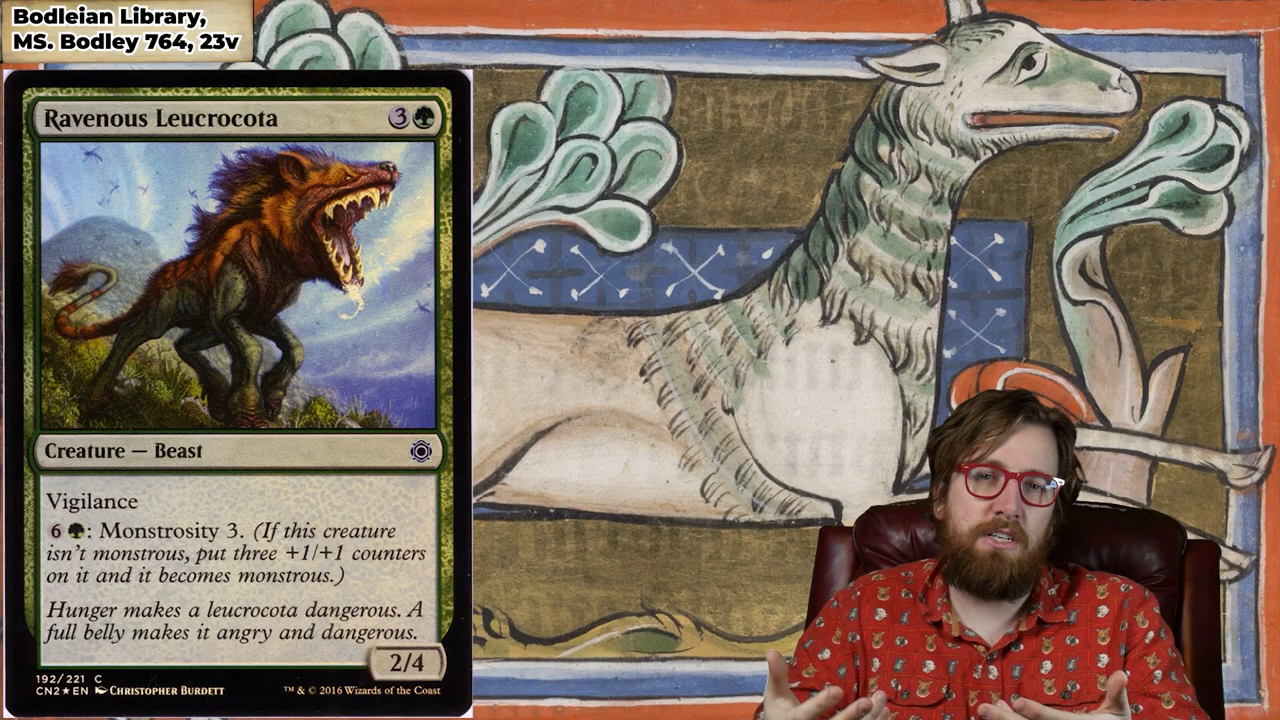 Bodleian Library,
MS. Bodley 764, 23v
Ravenous Leucrocota 3
Creature — Beast
Vigilance
6 : Monstrosity 3. (If this creature
isn't monstrous, put three +1/+1 counters
on it and it becomes monstrous.)
Hunger makes a leucrocota dangerous. A
full belly makes it angry and dangerous.
2/4
192/221 C
CN2★EN Christopher Burdett
™ & © 2016 Wizards of the Coast